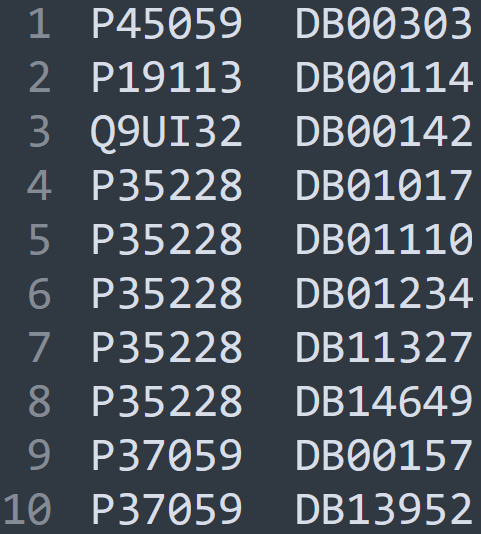 1 P45059 DB00303
2 P19113 DB00114
3 Q9UI32 DB00142
4 P35228 DB01017
5 P35228 DB01110
6 P35228 DB01234
7 P35228 DB11327
8 P35228 DB14649
9 P37059 DB00157
10 P37059 DB13952